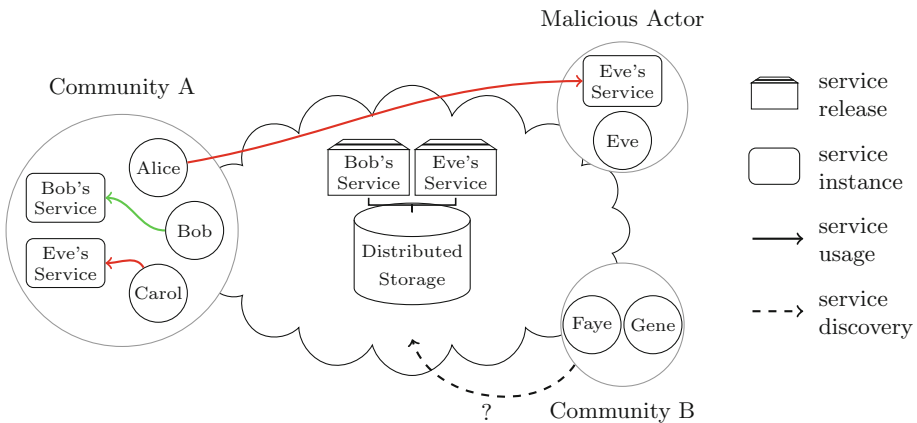 Malicious Actor
Eve's
Service
Eve
Community A
Alice
Bob's
Service
Bob
Eve's
Service
Carol
Bob's
Service
Eve's
Service
Distributed
Storage
Faye
Gene
?
Community B
service
release
service
instance
service
usage
service
discovery